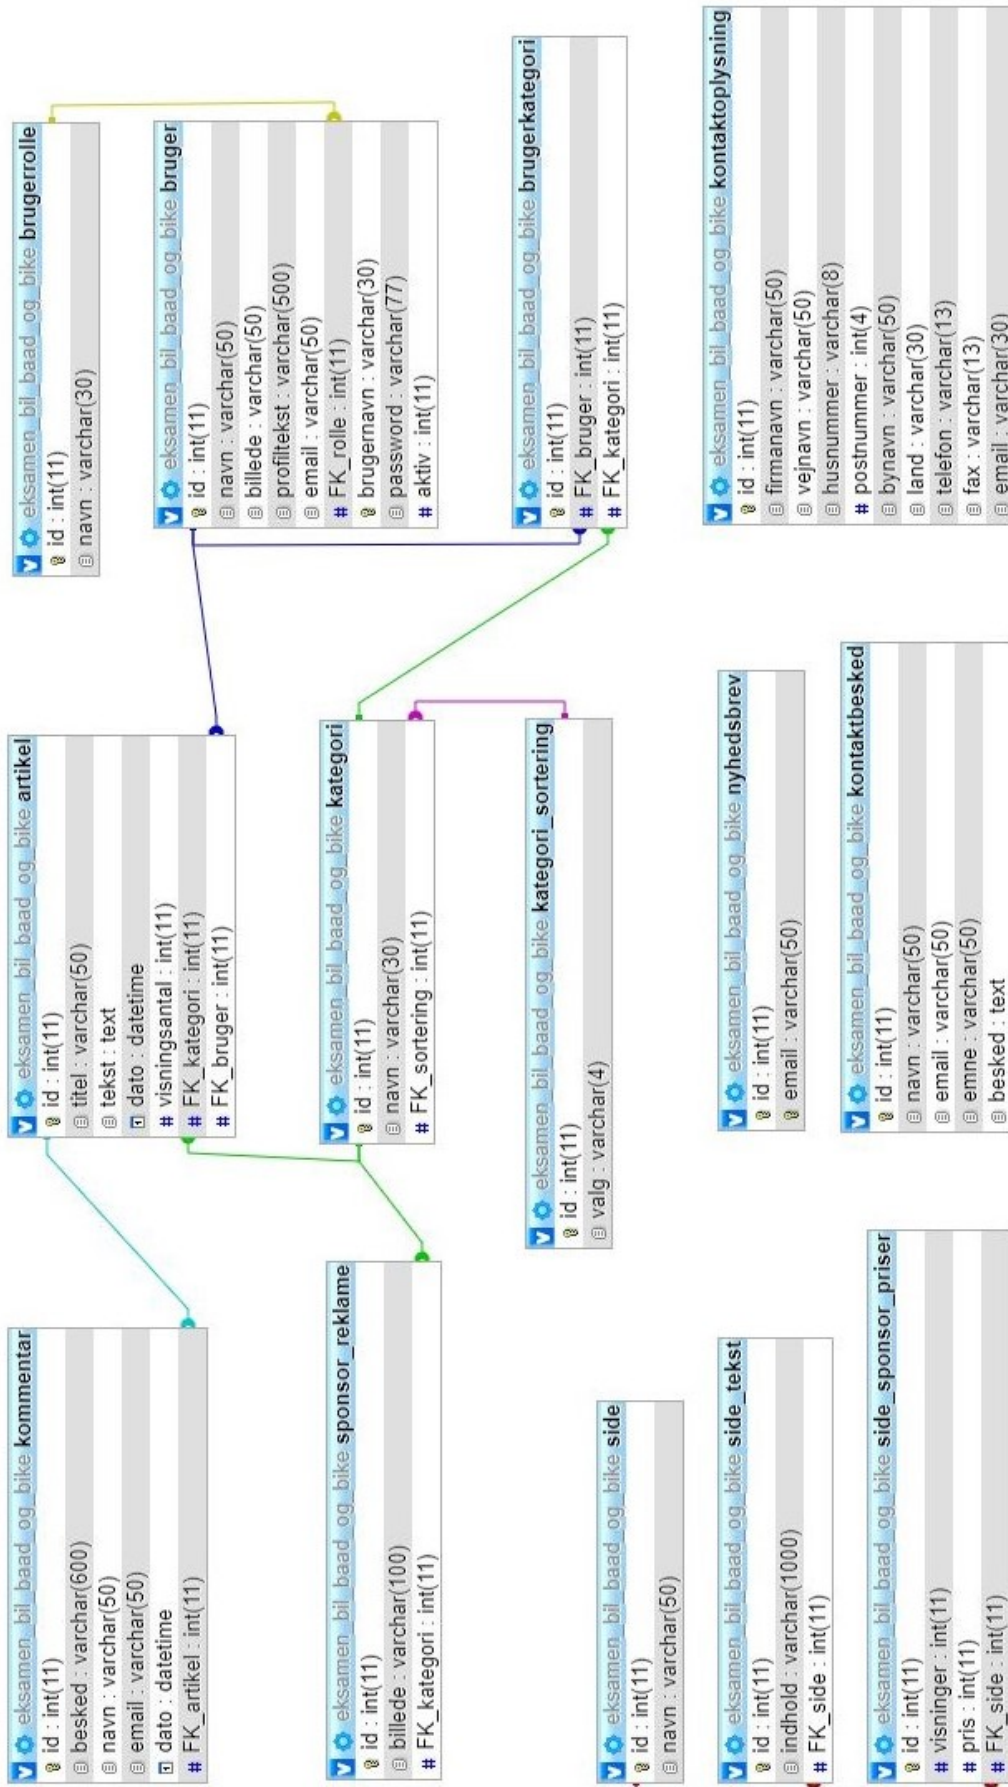 eksamen_bil_baad_og_bike kommentar
id : int(11)
besked : varchar(600)
navn : varchar(50)
email : varchar(50)
dato : datetime
# FK_artikel : int(11)
eksamen_bil_baad_og_bike artikel
id : int(11)
titel : varchar(50)
tekst : text
dato : datetime
# visningsantal : int(11)
# FK_kategori : int(11)
# FK_bruger : int(11)
eksamen_bil_baad_og_bike brugerrolle
id : int(11)
navn : varchar(30)
eksamen_bil_baad_og_bike bruger
id : int(11)
navn : varchar(50)
billede : varchar(50)
profiltekst : varchar(500)
email : varchar(50)
# FK_rolle : int(11)
brugernavn : varchar(30)
password : varchar(77)
# aktiv : int(11)
eksamen_bil_baad_og_bike sponsor_reklame
id : int(11)
billede : varchar(100)
# FK_kategori : int(11)
eksamen_bil_baad_og_bike kategori
id : int(11)
navn : varchar(30)
# FK_sortering : int(11)
eksamen_bil_baad_og_bike kategori_sortering
id : int(11)
valg : varchar(4)
eksamen_bil_baad_og_bike brugerkategori
id : int(11)
# FK_bruger : int(11)
# FK_kategori : int(11)
eksamen_bil_baad_og_bike side
id : int(11)
navn : varchar(50)
eksamen_bil_baad_og_bike side_tekst
id : int(11)
indhold : varchar(1000)
# FK_side : int(11)
eksamen_bil_baad_og_bike side_sponsor_priser
id : int(11)
# visninger : int(11)
# pris : int(11)
# FK_side : int(11)
eksamen_bil_baad_og_bike nyhedsbrev
id : int(11)
email : varchar(50)
eksamen_bil_baad_og_bike kontaktbesked
id : int(11)
navn : varchar(50)
email : varchar(50)
emne : varchar(50)
besked : text
eksamen_bil_baad_og_bike kontaktoplysning
id : int(11)
firmanavn : varchar(50)
vejnavn : varchar(50)
husnummer : varchar(8)
# postnummer : int(4)
bynavn : varchar(50)
land : varchar(30)
telefon : varchar(13)
fax : varchar(13)
email : varchar(30)